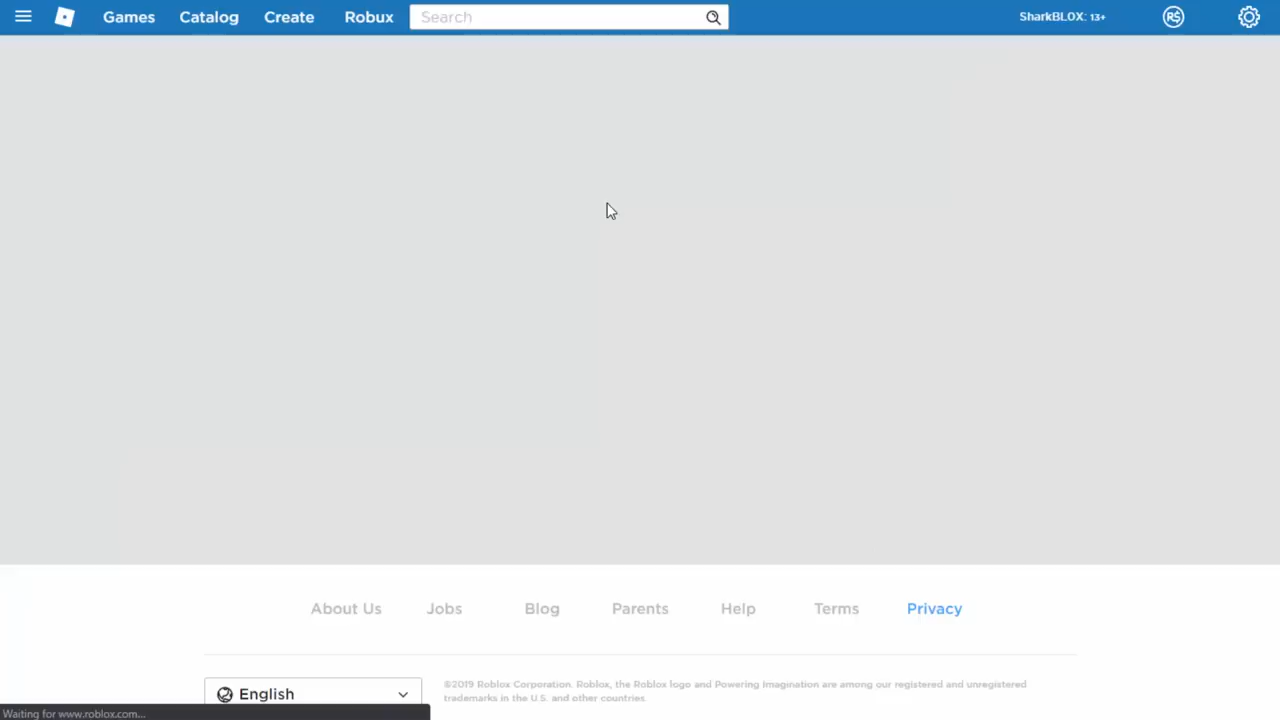 Games Catalog Create Robux Search SharkBLOX: 13+ R$
About Us Jobs Blog Parents Help Terms Privacy
English
©2019 Roblox Corporation. Roblox, the Roblox logo and Powering Imagination are among our registered and unregistered
trademarks in the U.S. and other countries.
Waiting for www.roblox.com...